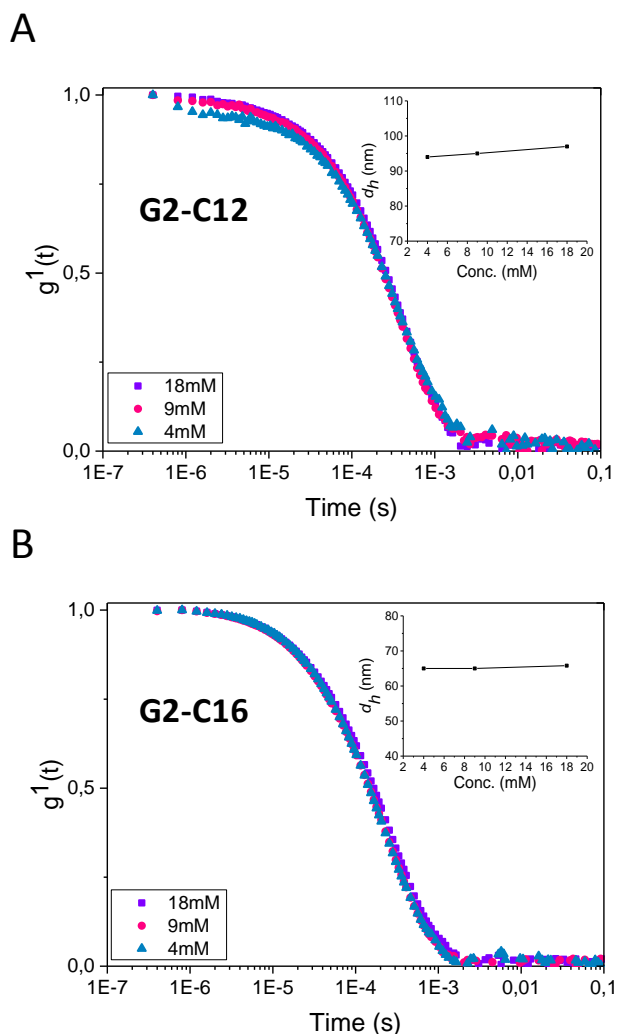 A
1,0
0,5
0,0
g¹(t)
G2-C12
18mM
9mM
4mM
1E-7 1E-6 1E-5 1E-4 1E-3 0,01 0,1
Time (s)
110
100
90
80
70
d_h (nm)
2 4 6 8 10 12 14 16 18 20
Conc. (mM)
B
1,0
0,5
0,0
g¹(t)
G2-C16
18mM
9mM
4mM
1E-7 1E-6 1E-5 1E-4 1E-3 0,01 0,1
Time (s)
80
70
60
50
40
d_h (nm)
2 4 6 8 10 12 14 16 18 20
Conc. (mM)